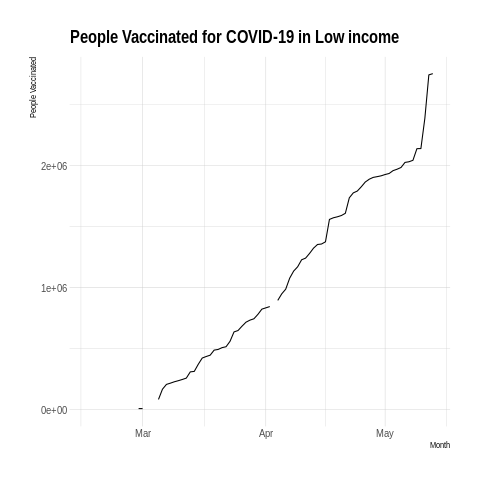 People Vaccinated for COVID-19 in Low income
People Vaccinated
2e+06
1e+06
0e+00
Mar
Apr
May
Month